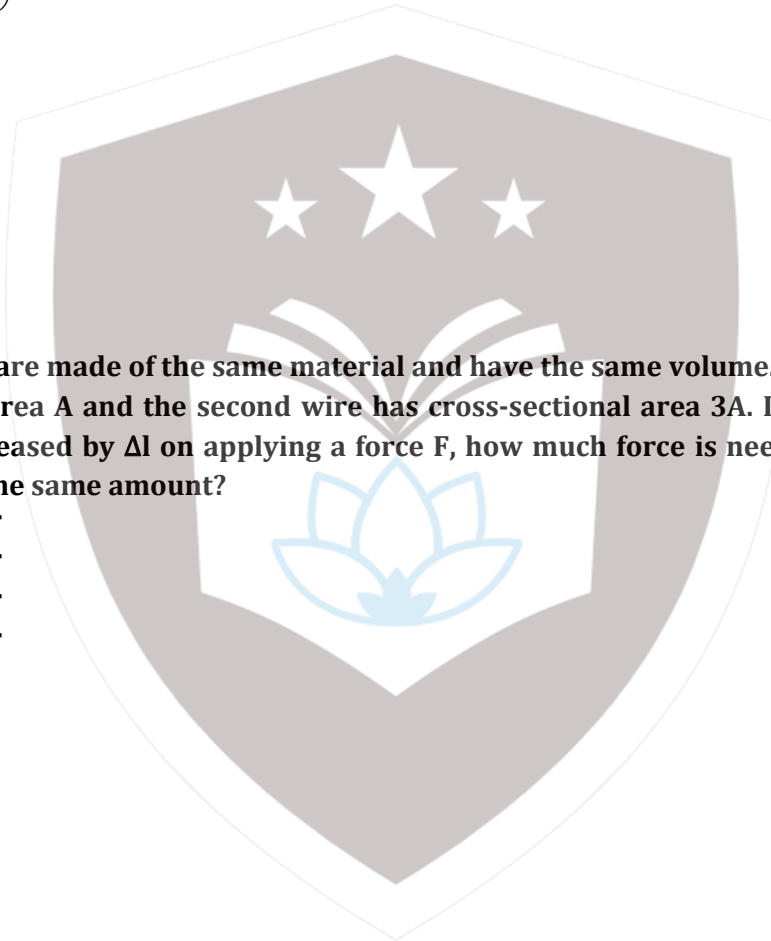 are made of the same material and have the same volume.
rea A and the second wire has cross-sectional area 3A. I
eased by Δl on applying a force F, how much force is nee
ne same amount?